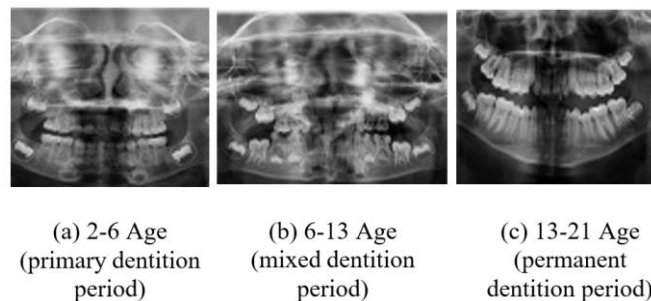 (a) 2-6 Age
(primary dentition
period)
(b) 6-13 Age
(mixed dentition
period)
(c) 13-21 Age
(permanent
dentition period)